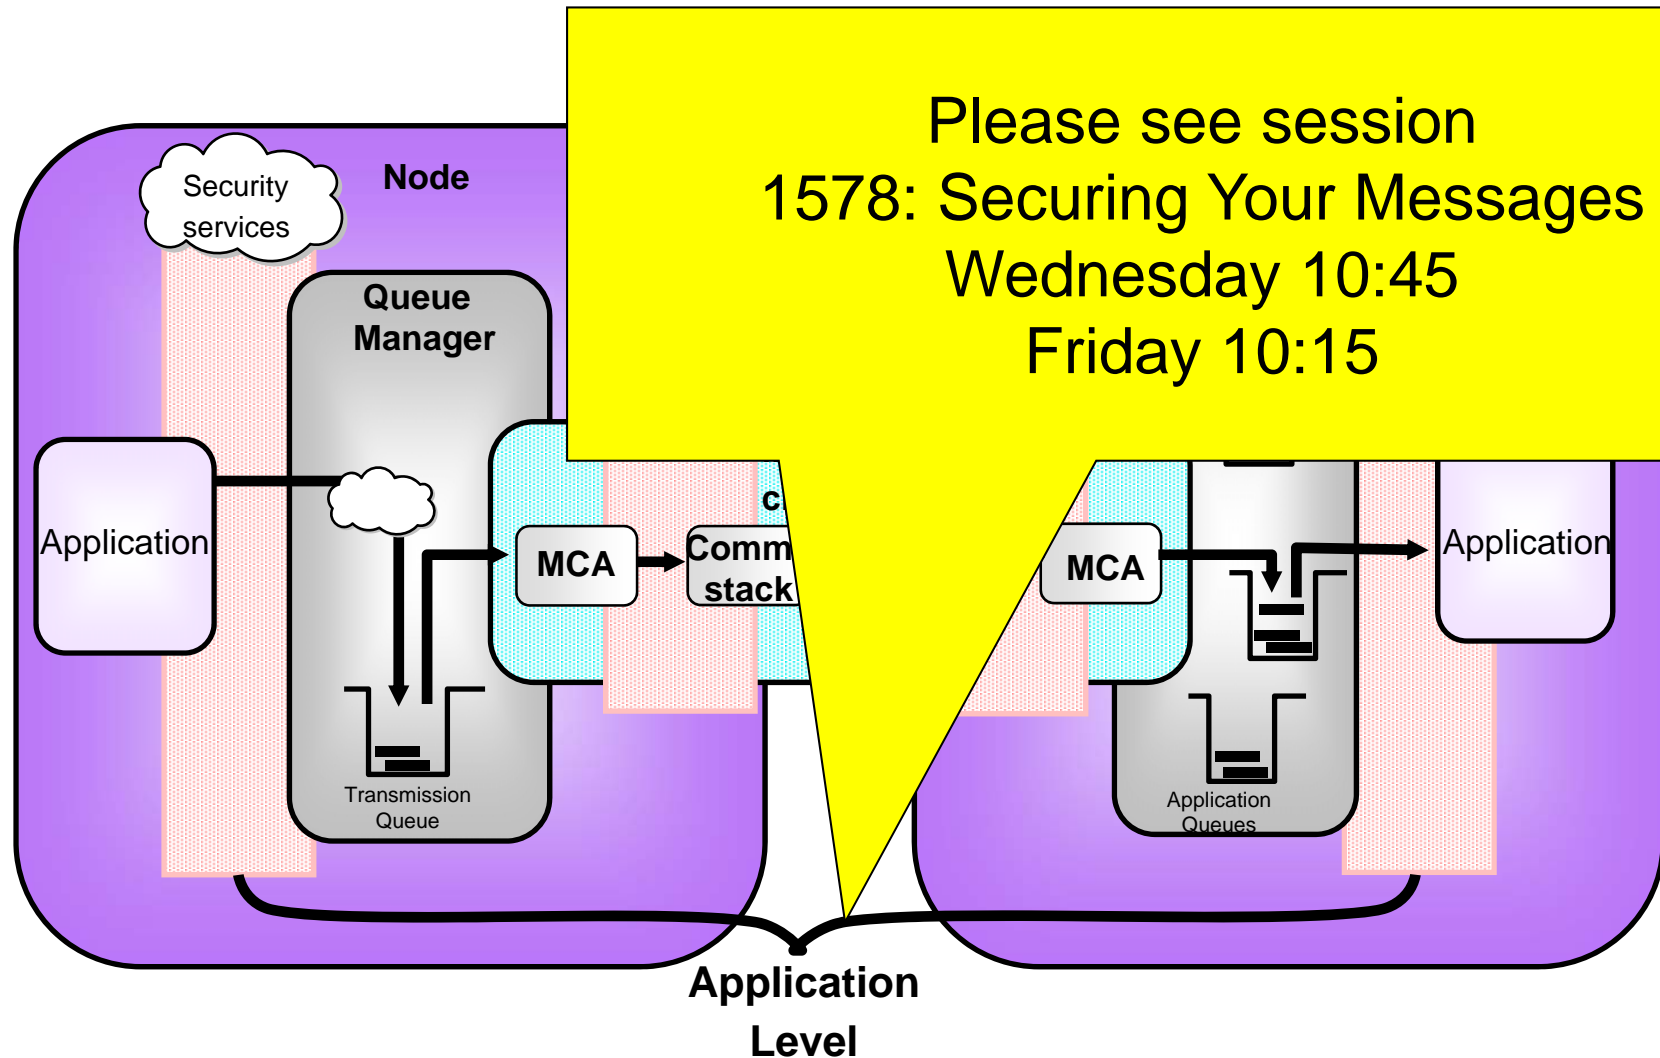 Please see session
1578: Securing Your Messages
Wednesday 10:45
Friday 10:15
Node
Security
services
Queue
Manager
Application
MCA
Comm
stack
MCA
Application
Transmission
Queue
Application
Queues
Application
Level